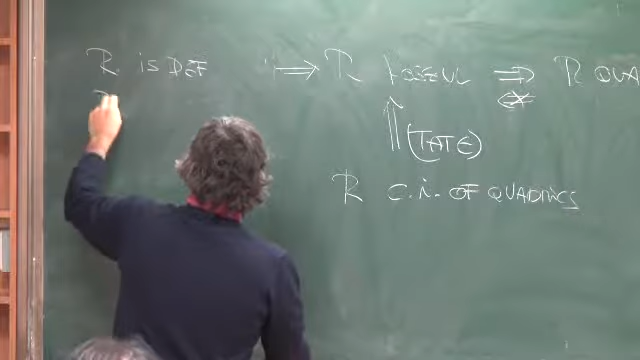 R is DEF ⟹ R KOSZUL ⟹ R QUA
(TATE)
R c.i. OF QUADRICS